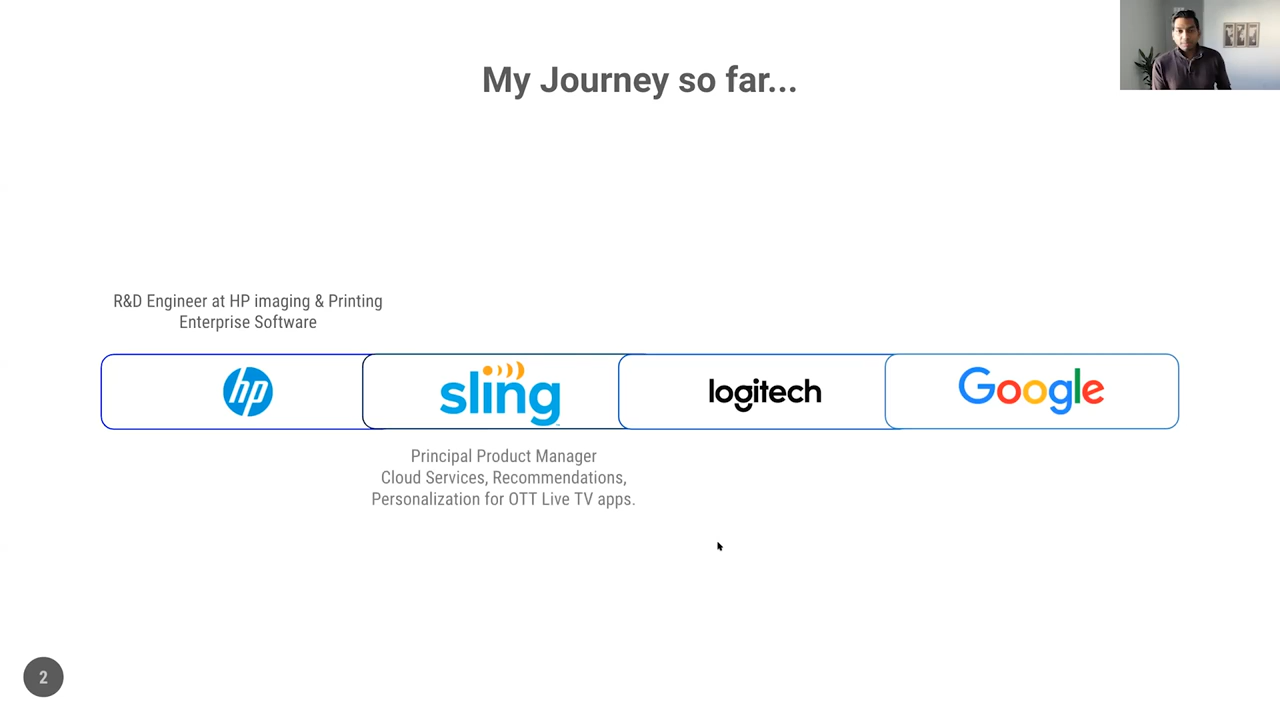 My Journey so far...
R&D Engineer at HP imaging & Printing
Enterprise Software
hp
sling
logitech
Google
Principal Product Manager
Cloud Services, Recommendations,
Personalization for OTT Live TV apps.
2